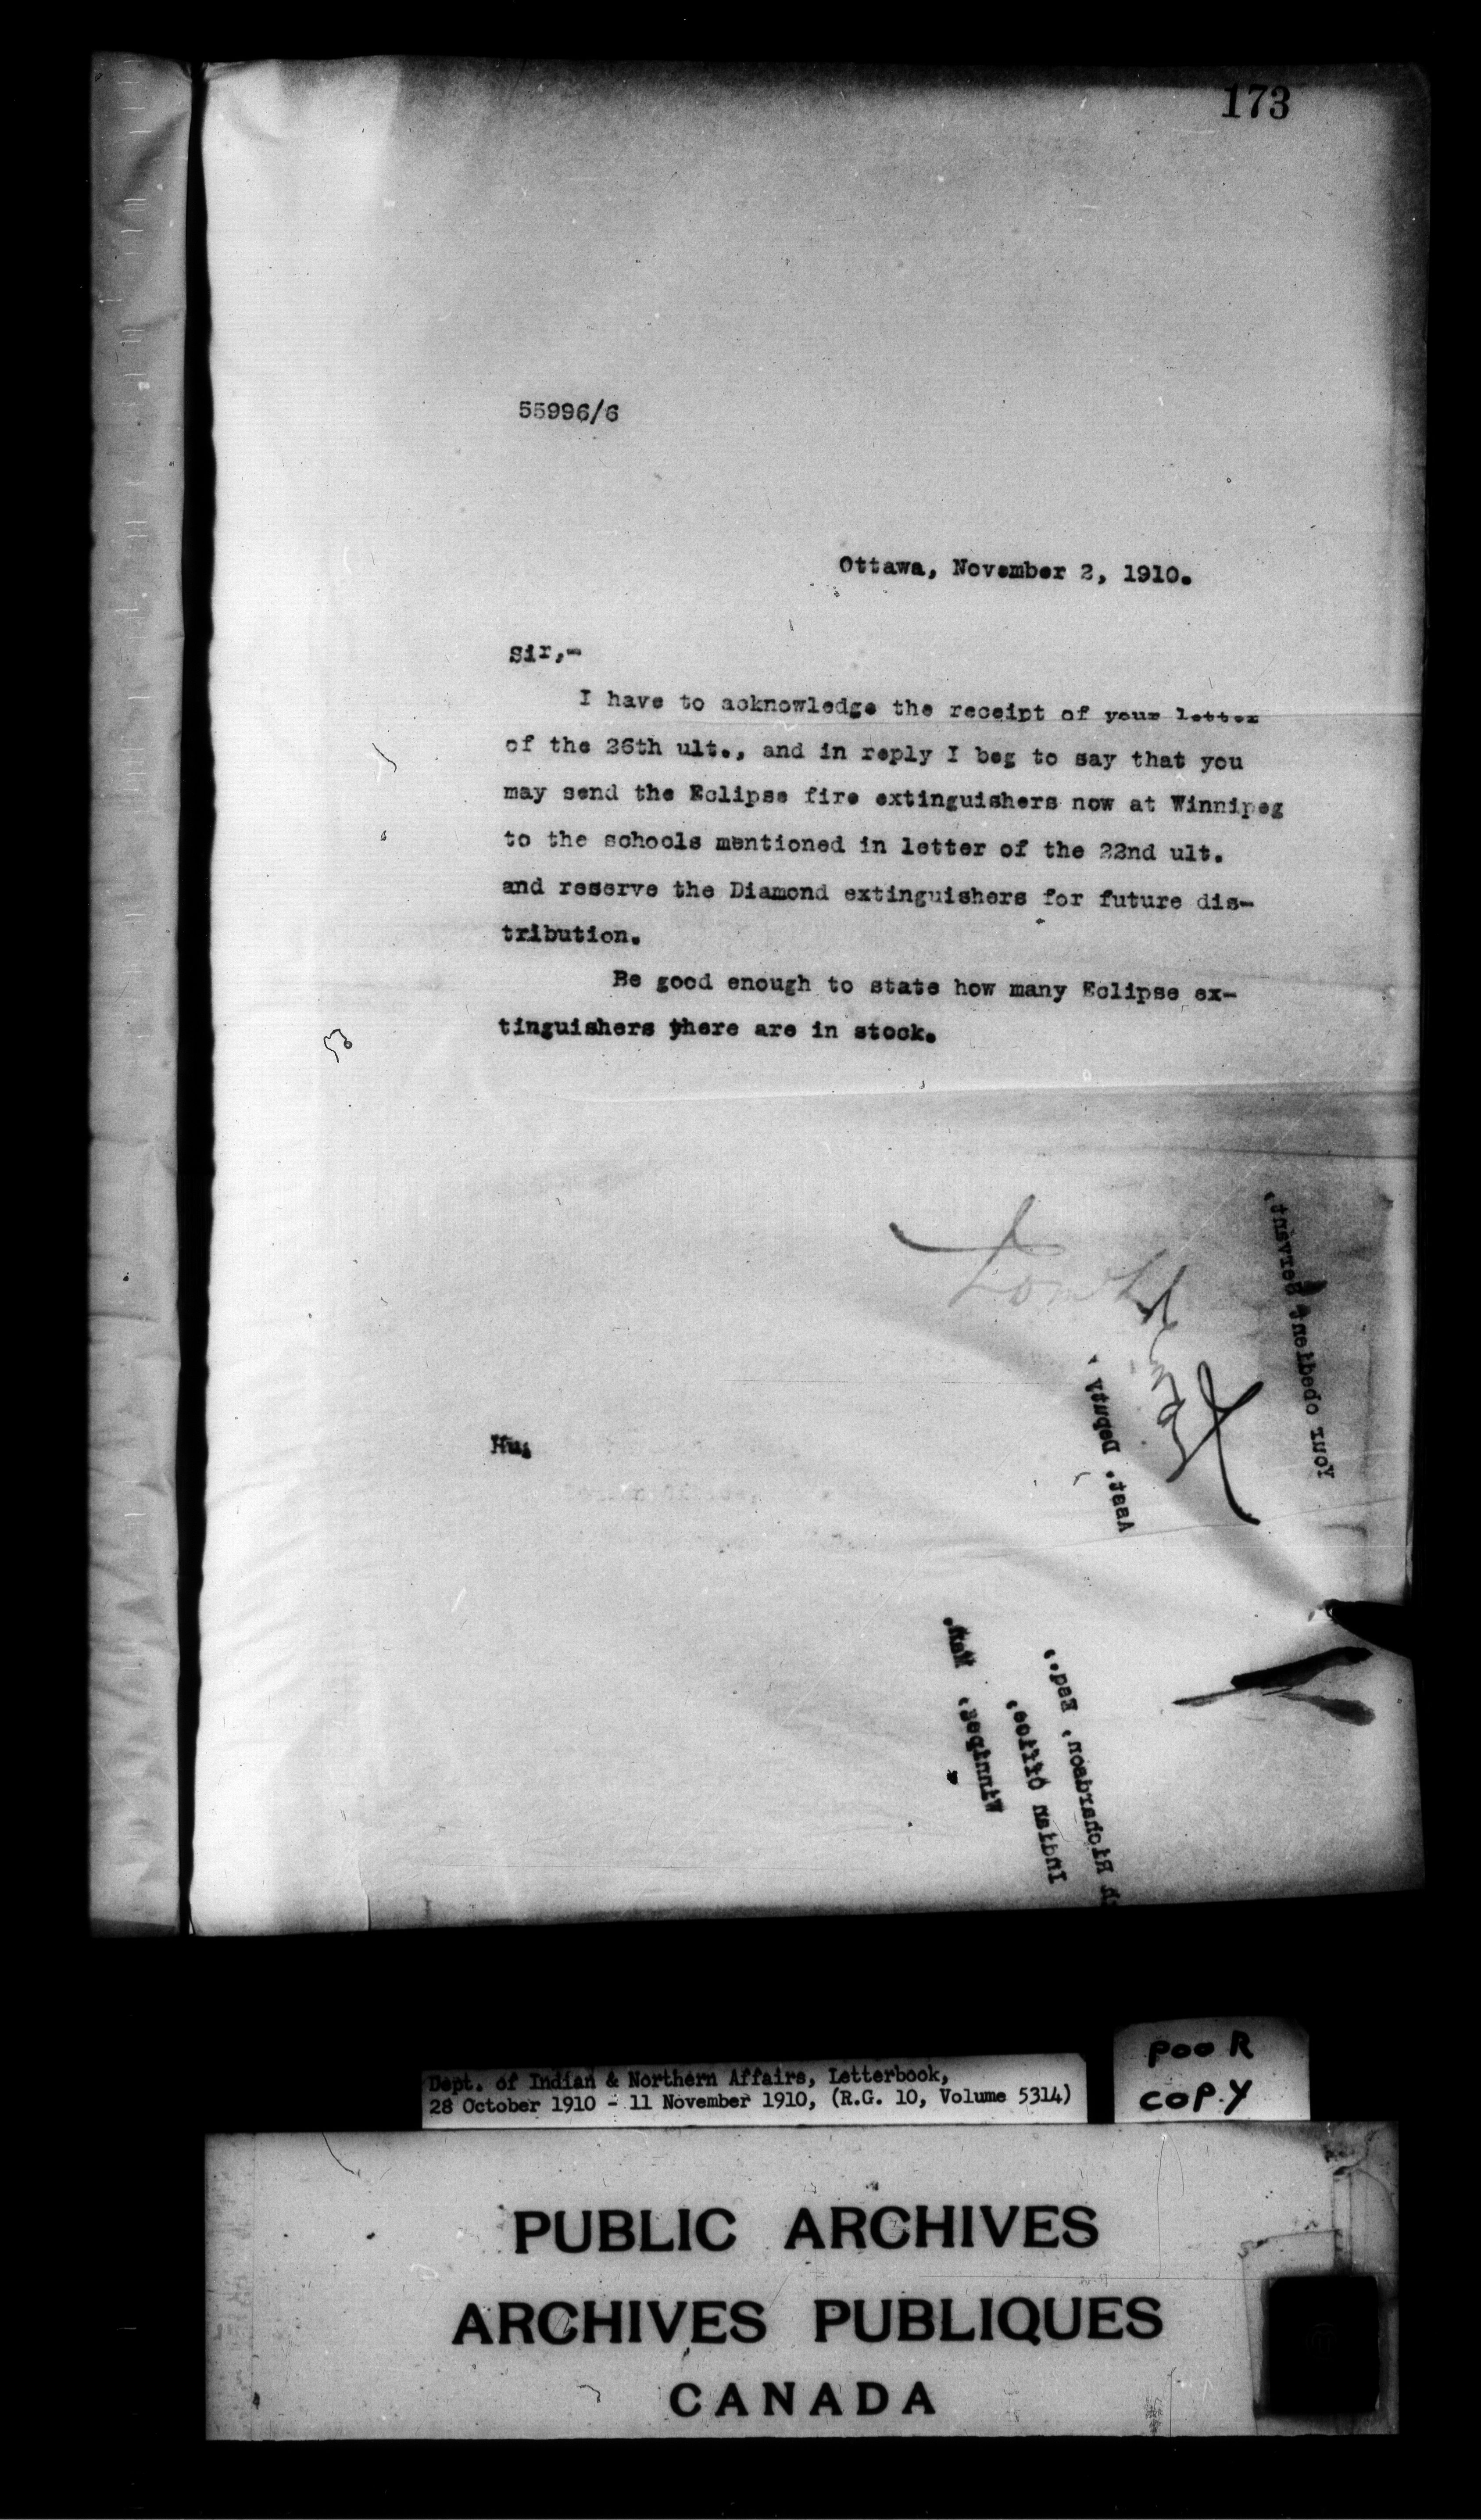 173
55996/6
Ottawa, November 2, 1910.
Sir,-
I have to acknowledge the receipt of your letter
of the 26th ult., and in reply I beg to say that you
may send the Eclipse fire extinguishers now at Winnipeg
to the schools mentioned in letter of the 22nd ult.
and reserve the Diamond extinguishers for future dis-
tribution.
Be good enough to state how many Eclipse ex-
tinguishers there are in stock.
Your obedient servant,
Asst. Deputy
Richardson, Esq.,
Indian Office,
Winnipeg, Man.
Dept. of Indian & Northern Affairs, Letterbook,
28 October 1910 - 11 November 1910, (R.G. 10, Volume 5314)
POOR
COPY
PUBLIC ARCHIVES
ARCHIVES PUBLIQUES
CANADA